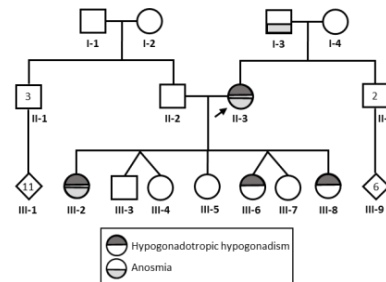 I-1 I-2 I-3 I-4
3 2
II-1 II-2 II-3
11 6
III-1 III-2 III-3 III-4 III-5 III-6 III-7 III-8 III-9
Hypogonadotropic hypogonadism
Anosmia